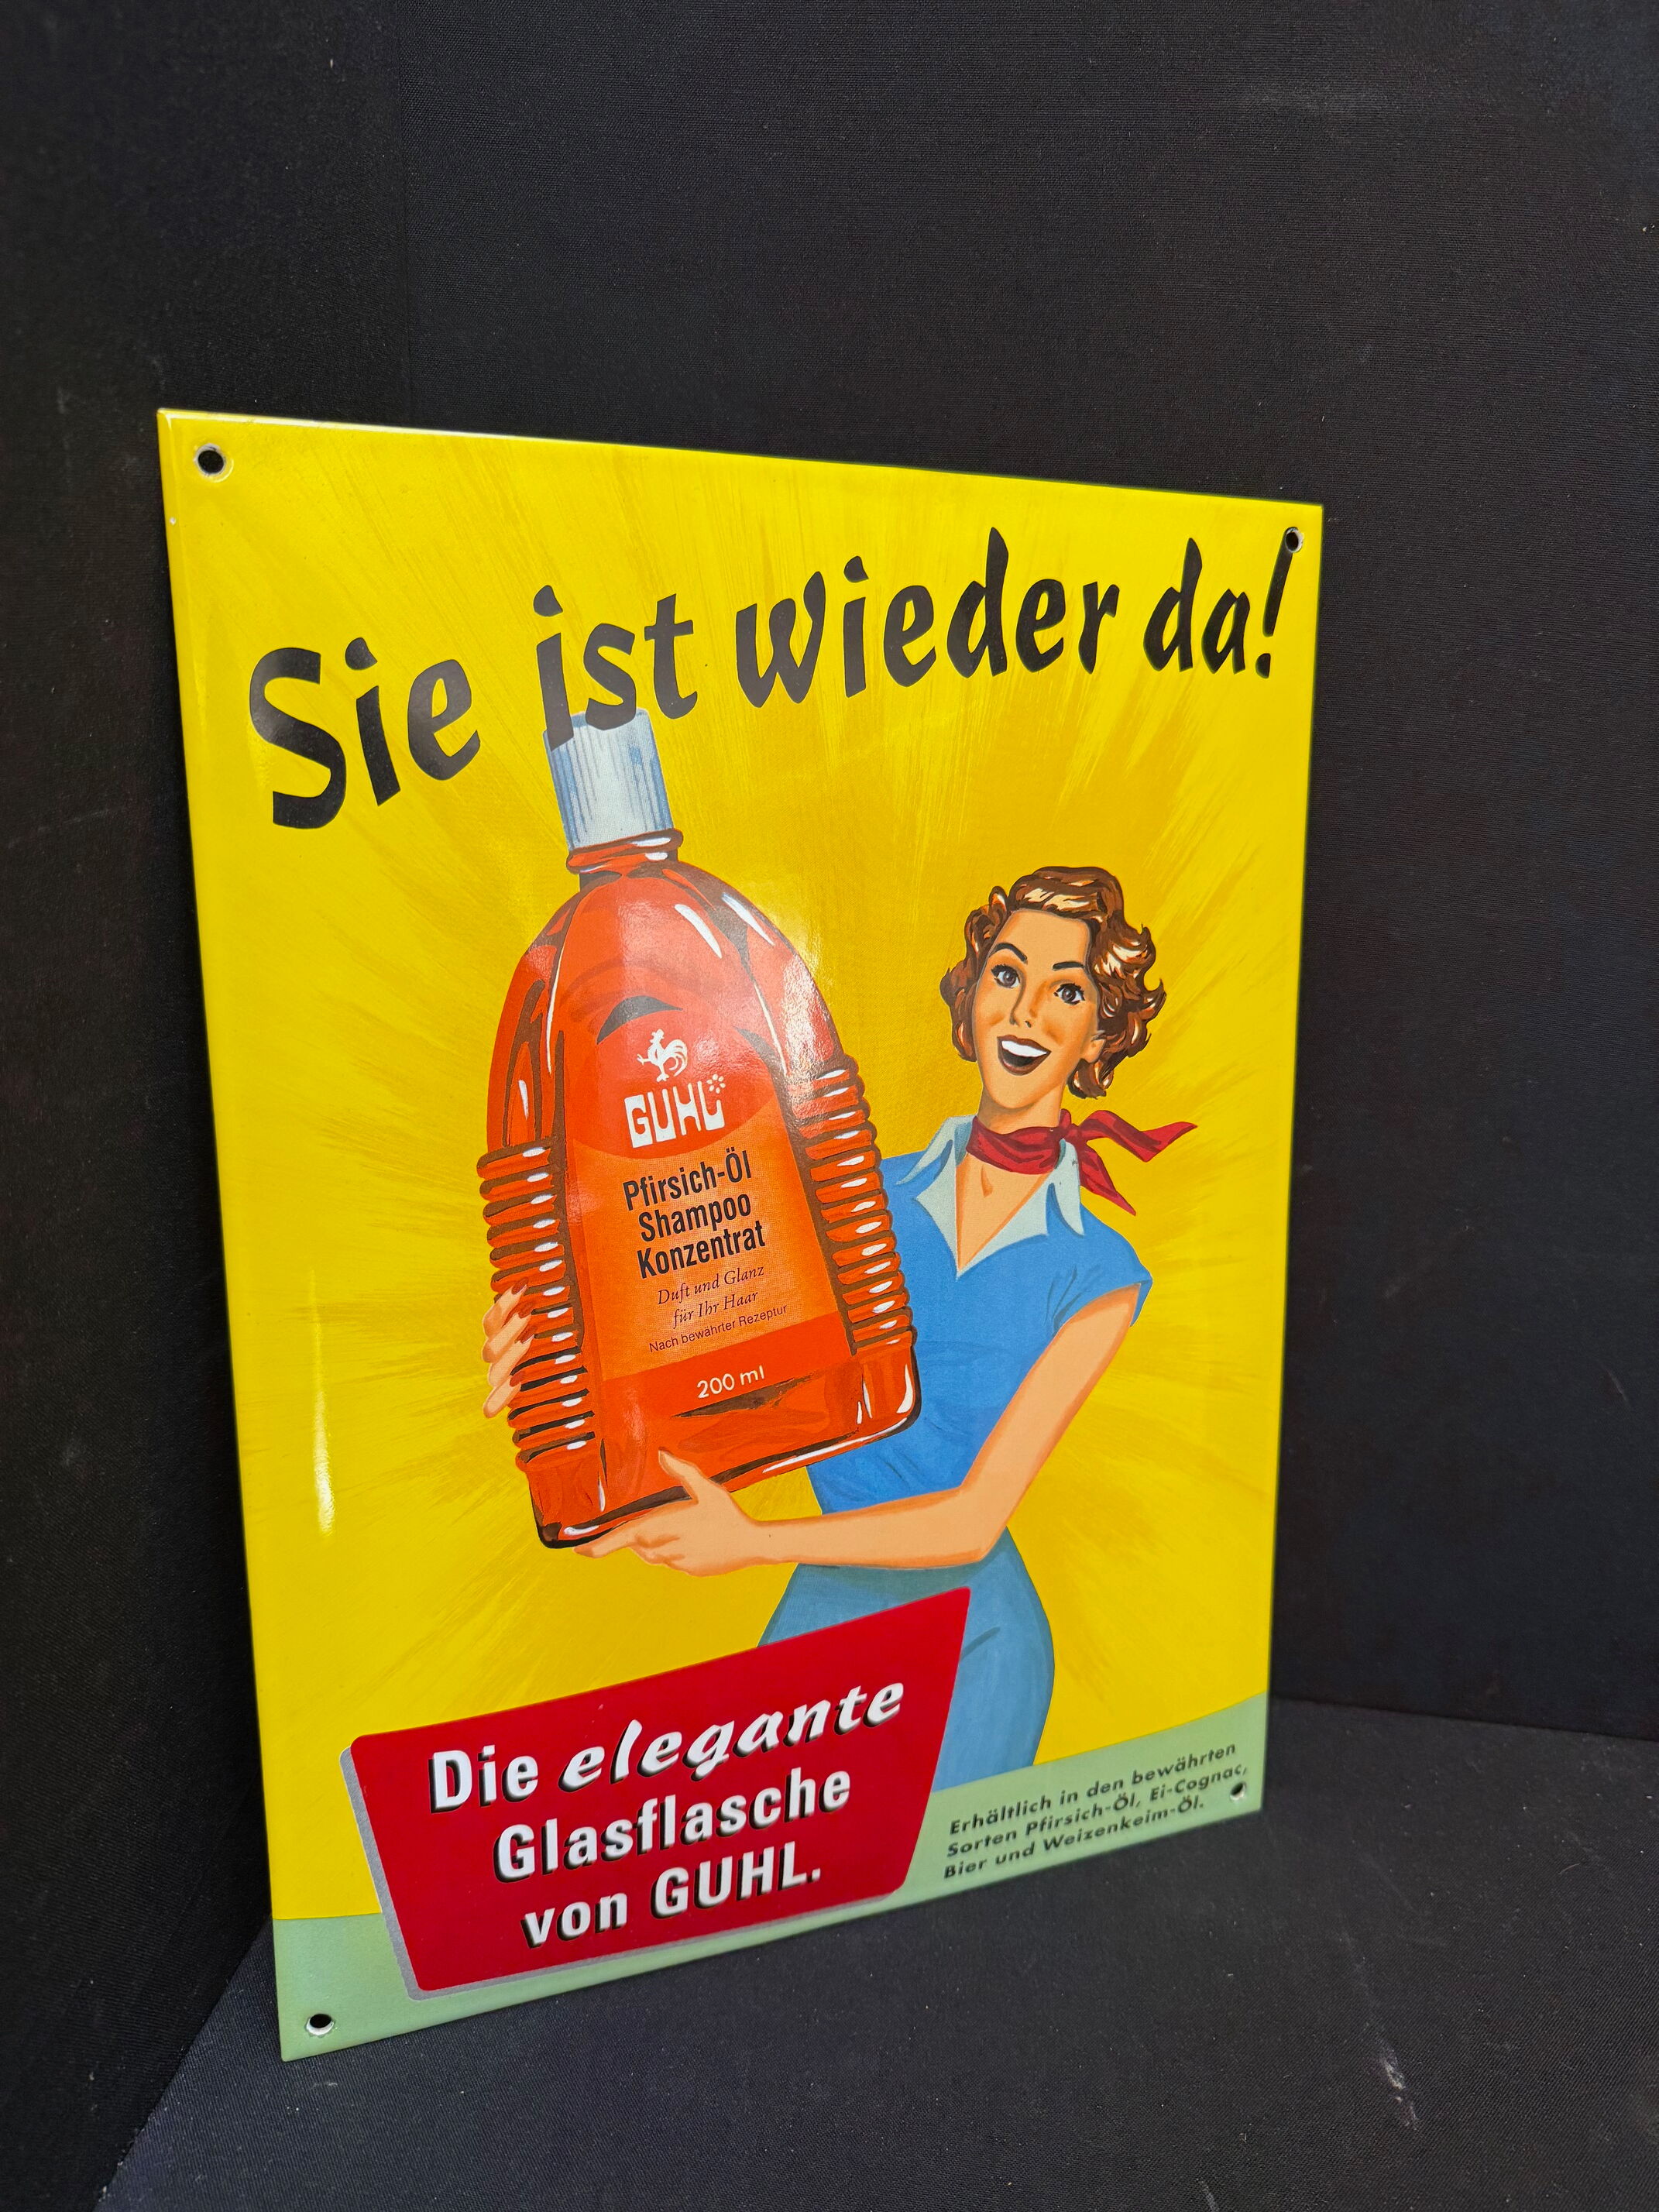 Sie ist wieder da!
GUHL
Pfirsich-Öl
Shampoo
Konzentrat
Duft und Glanz
für Ihr Haar
Nach bewährter Rezeptur
200 ml
Die elegante
Glasflasche
von GUHL.
Erhältlich in den bewährten
Sorten Pfirsich-Öl, Ei-Cognac,
Bier und Weizenkeim-Öl.